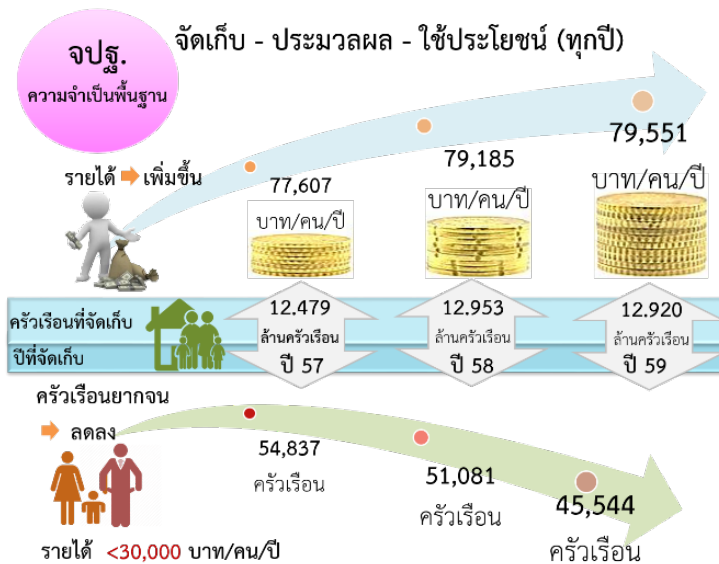 จปฐ.
ความจำเป็นพื้นฐาน
จัดเก็บ - ประมวลผล - ใช้ประโยชน์ (ทุกปี)
รายได้ เพิ่มขึ้น
77,607
บาท/คน/ปี
79,185
บาท/คน/ปี
79,551
บาท/คน/ปี
ครัวเรือนที่จัดเก็บ
12.479
ล้านครัวเรือน
12.953
ล้านครัวเรือน
12.920
ล้านครัวเรือน
ปีที่จัดเก็บ
ปี 57
ปี 58
ปี 59
ครัวเรือนยากจน
ลดลง
54,837
ครัวเรือน
51,081
ครัวเรือน
45,544
ครัวเรือน
รายได้ <30,000 บาท/คน/ปี